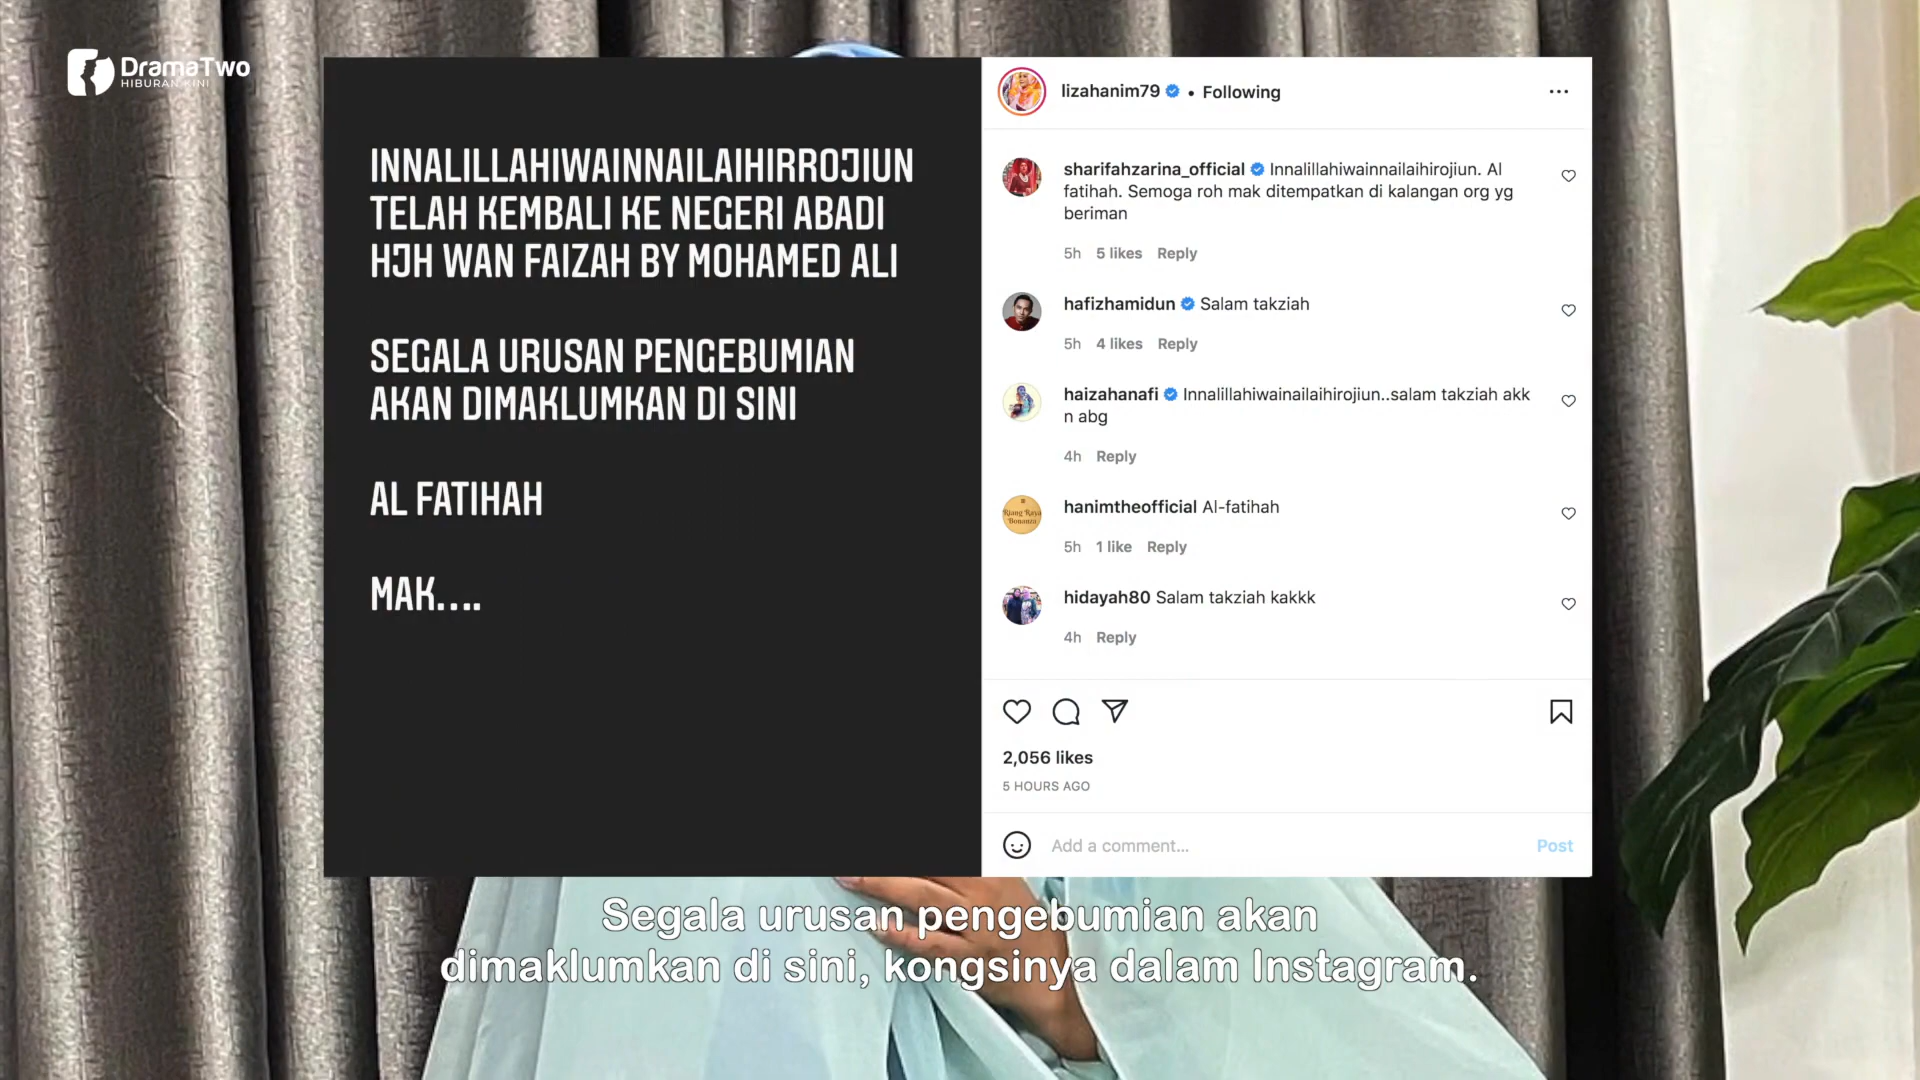 DramaTwo
HIBURAN KINI
INNALILLAHIWAINNAILAIHIRROJIUN
TELAH KEMBALI KE NEGERI ABADI
HJH WAN FAIZAH BY MOHAMED ALI
SEGALA URUSAN PENGEBUMIAN
AKAN DIMAKLUMKAN DI SINI
AL FATIHAH
MAK....
lizahanim79 • Following
sharifahzarina_official Innalillahiwainnailaihirojiun. Al
fatihah. Semoga roh mak ditempatkan di kalangan org yg
beriman
5h 5 likes Reply
hafizhamidun Salam takziah
5h 4 likes Reply
haizahanafi Innalillahiwainailaihirojiun..salam takziah akk
n abg
4h Reply
Riang Raya
Bonanza
hanimtheofficial Al-fatihah
5h 1 like Reply
hidayah80 Salam takziah kakkk
4h Reply
2,056 likes
5 HOURS AGO
Add a comment...
Post
Segala urusan pengebumian akan
dimaklumkan di sini, kongsinya dalam Instagram.